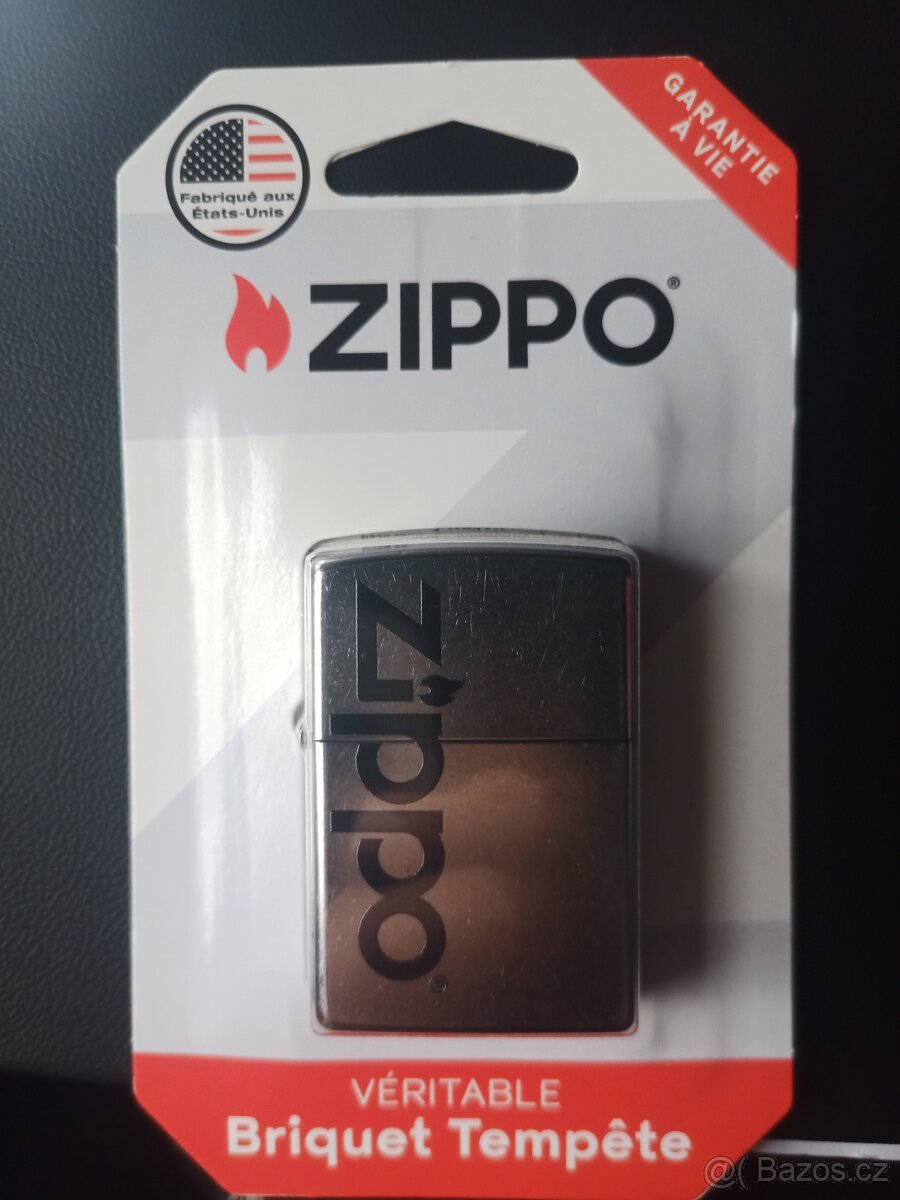 GARANTIE
À VIE
Fabriqué aux
États-Unis
ZIPPO®
Zippo®
VÉRITABLE
Briquet Tempête
@( Bazos.cz